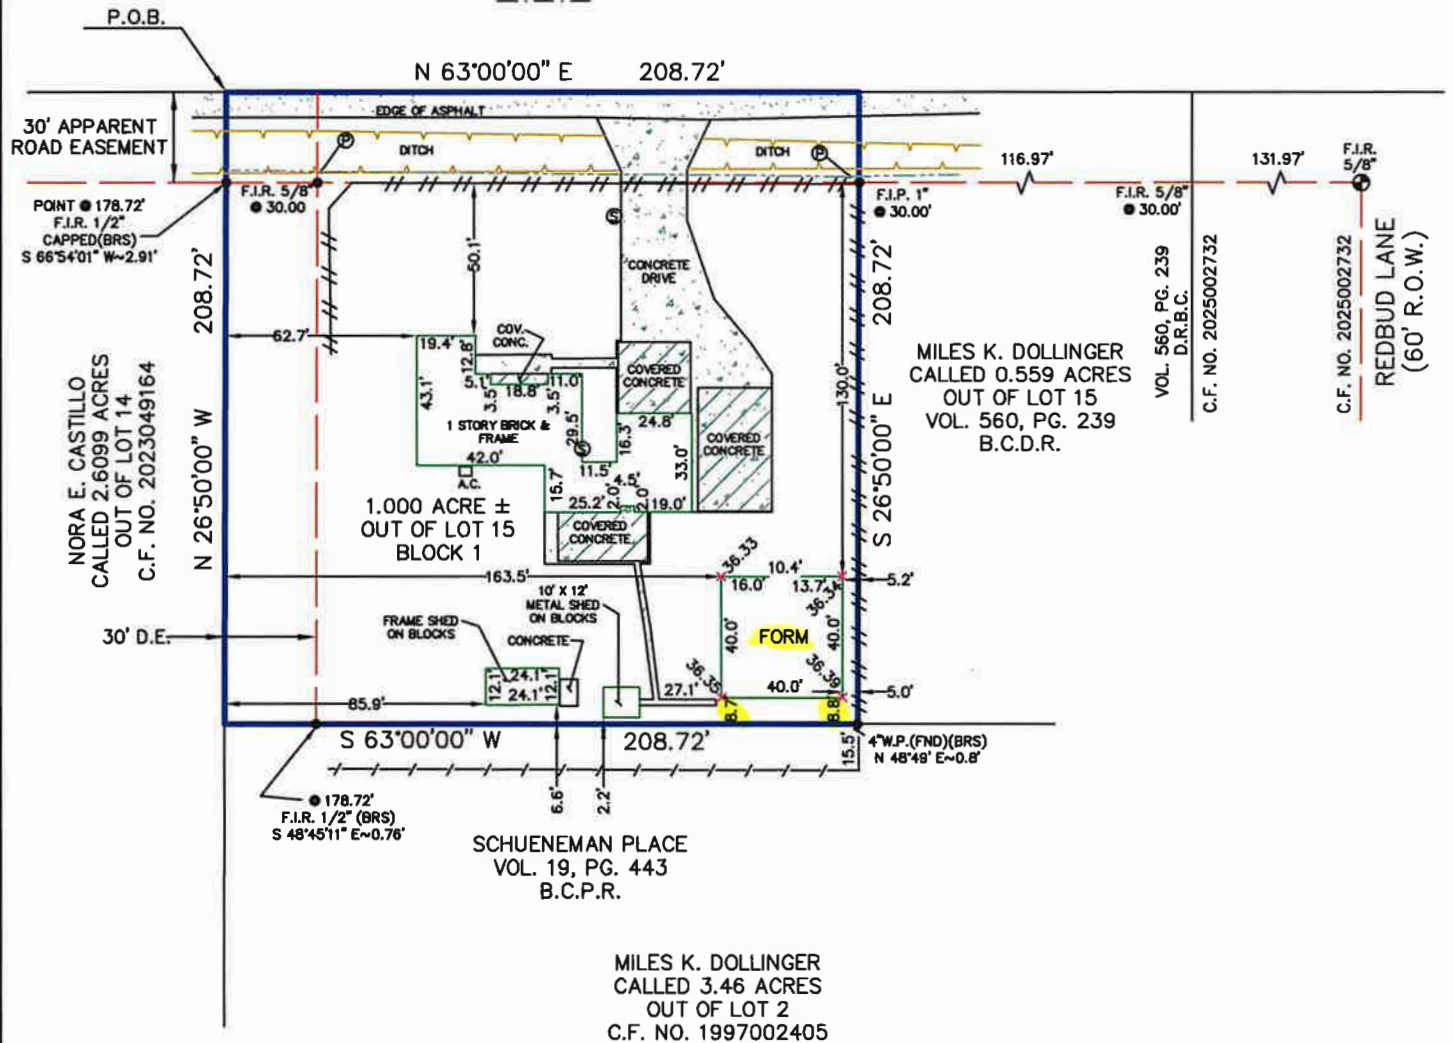 P.O.B.
N 63°00'00" E 208.72'
30' APPARENT
ROAD EASEMENT
EDGE OF ASPHALT
P
DITCH
DITCH
P
116.97'
131.97'
F.I.R.
5/8"
POINT @ 178.72'
F.I.R. 1/2"
CAPPED(BRS)
S 66°54'01" W~2.91'
F.I.R. 5/8"
@ 30.00
F.I.P. 1"
@ 30.00'
F.I.R. 5/8"
@ 30.00'
S
50.1'
CONCRETE
DRIVE
208.72'
N 26°50'00" W
208.72'
S 26°50'00" E
130.0'
VOL. 560, PG. 239
D.R.B.C.
C.F. NO. 2025002732
C.F. NO. 2025002732
REDBUD LANE
(60' R.O.W.)
62.7'
19.4'
12.8'
COV.
CONC.
5.1'
18.8'
11.0'
3.5'
3.5'
43.1'
1 STORY BRICK &
FRAME
29.5'
S
16.3'
COVERED
CONCRETE
24.8'
33.0'
COVERED
CONCRETE
42.0'
A.C.
11.5'
4.5'
15.7'
25.2'
2.0'
2.0'
19.0'
COVERED
CONCRETE
MILES K. DOLLINGER
CALLED 0.559 ACRES
OUT OF LOT 15
VOL. 560, PG. 239
B.C.D.R.
NORA E. CASTILLO
CALLED 2.6099 ACRES
OUT OF LOT 14
C.F. NO. 2023049164
1.000 ACRE ±
OUT OF LOT 15
BLOCK 1
163.5'
36.33
10.4'
16.0'
13.7'
36.34
5.2'
10' X 12'
METAL SHED
ON BLOCKS
FRAME SHED
ON BLOCKS
CONCRETE
30' D.E.
40.0'
FORM
40.0'
36.35
36.39
12.1'
24.1'
24.1'
12.1'
27.1'
40.0'
5.0'
85.9'
8.7'
8.8'
S 63°00'00" W 208.72'
15.5'
4"W.P.(FND)(BRS)
N 48°49' E~0.8'
@ 178.72'
F.I.R. 1/2" (BRS)
S 48°45'11" E~0.76'
6.6'
2.2'
SCHUENEMAN PLACE
VOL. 19, PG. 443
B.C.P.R.
MILES K. DOLLINGER
CALLED 3.46 ACRES
OUT OF LOT 2
C.F. NO. 1997002405